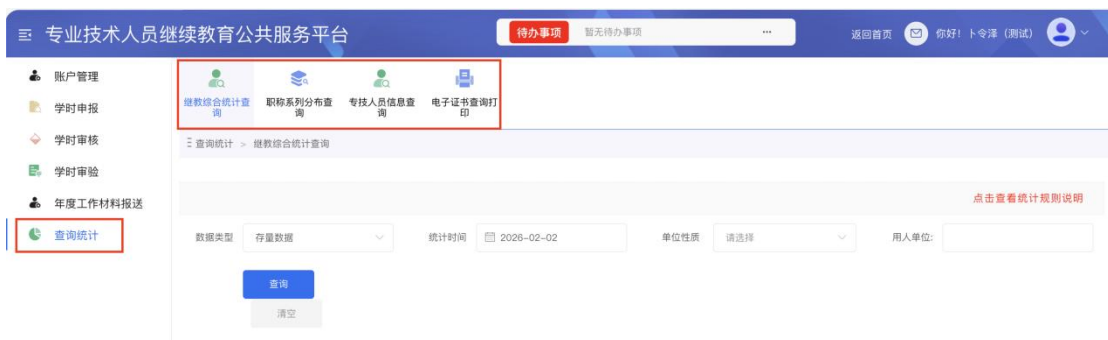 专业技术人员继续教育公共服务平台
待办事项 暂无待办事项 ...
返回首页 你好！卜令泽（测试）
账户管理
学时申报
学时审核
学时审验
年度工作材料报送
查询统计
继教综合统计查
询
职称系列分布查
询
专技人员信息查
询
电子证书查询打
印
查询统计 > 继教综合统计查询
点击查看统计规则说明
数据类型 存量数据 统计时间 2026-02-02 单位性质 请选择 用人单位:
查询
清空